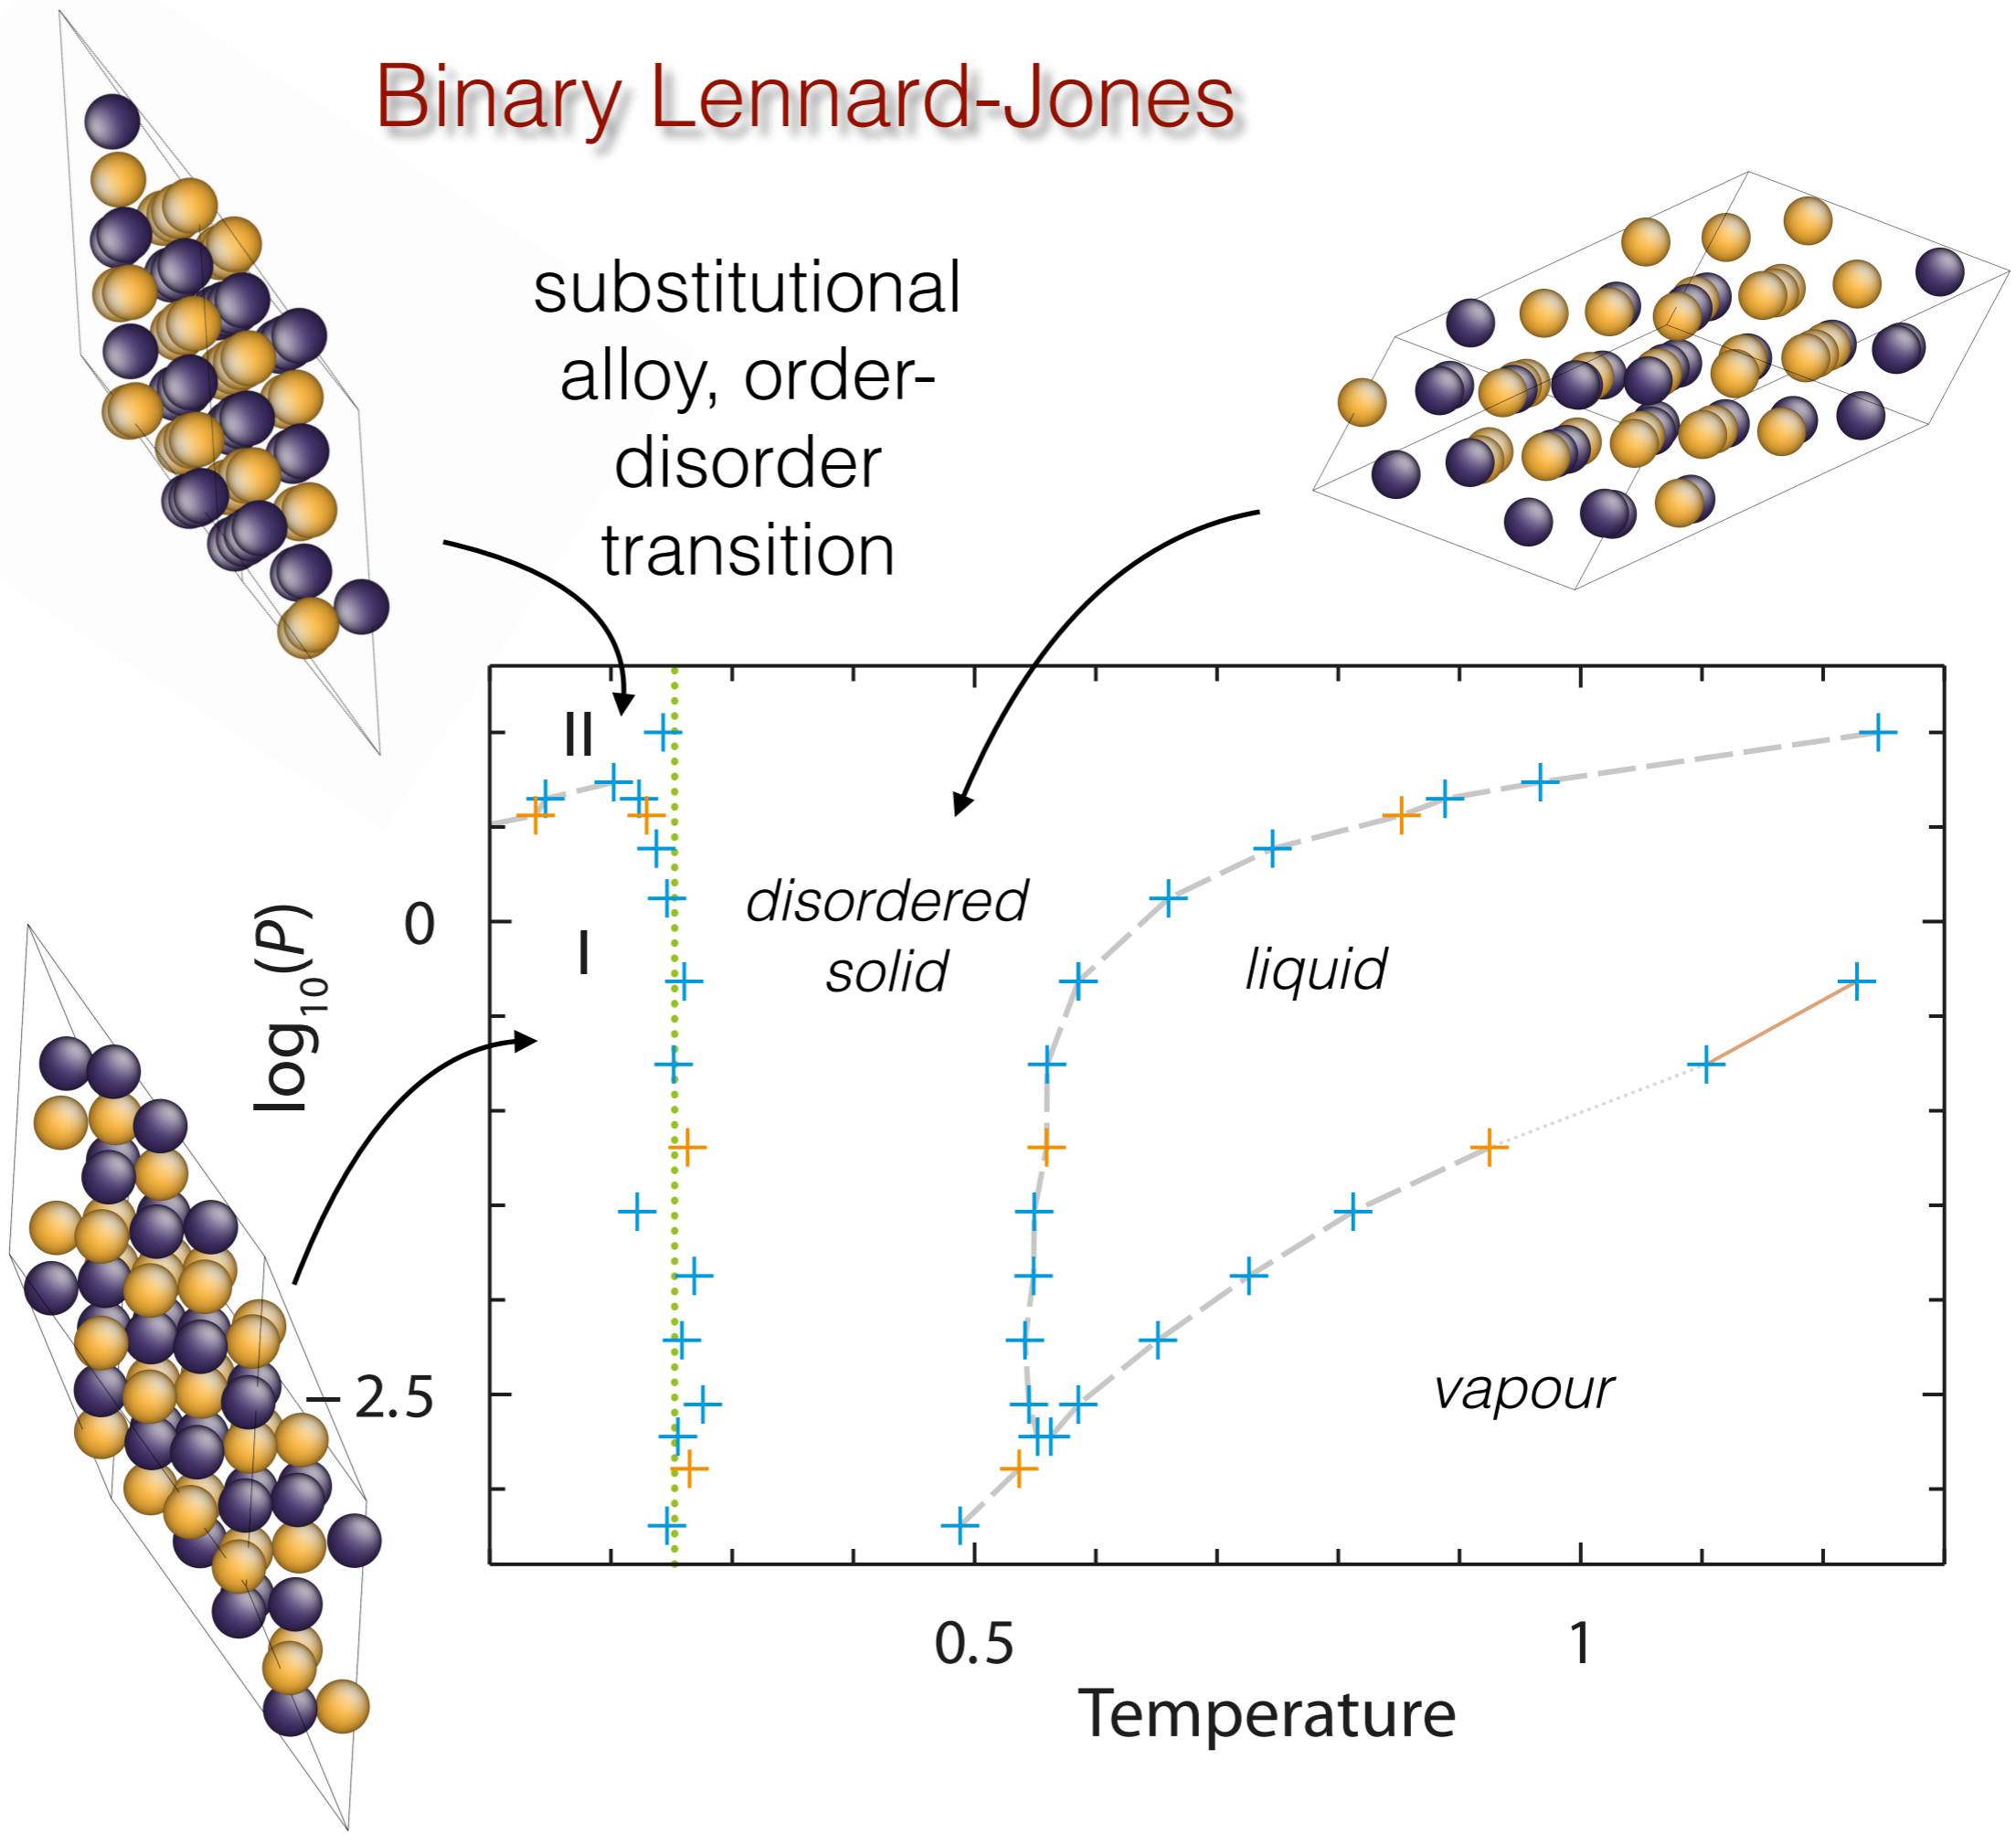 Binary Lennard-Jones
substitutional
alloy, order-
disorder
transition
II
I
disordered
solid
liquid
vapour
log10(P)
0
− 2.5
0.5
1
Temperature